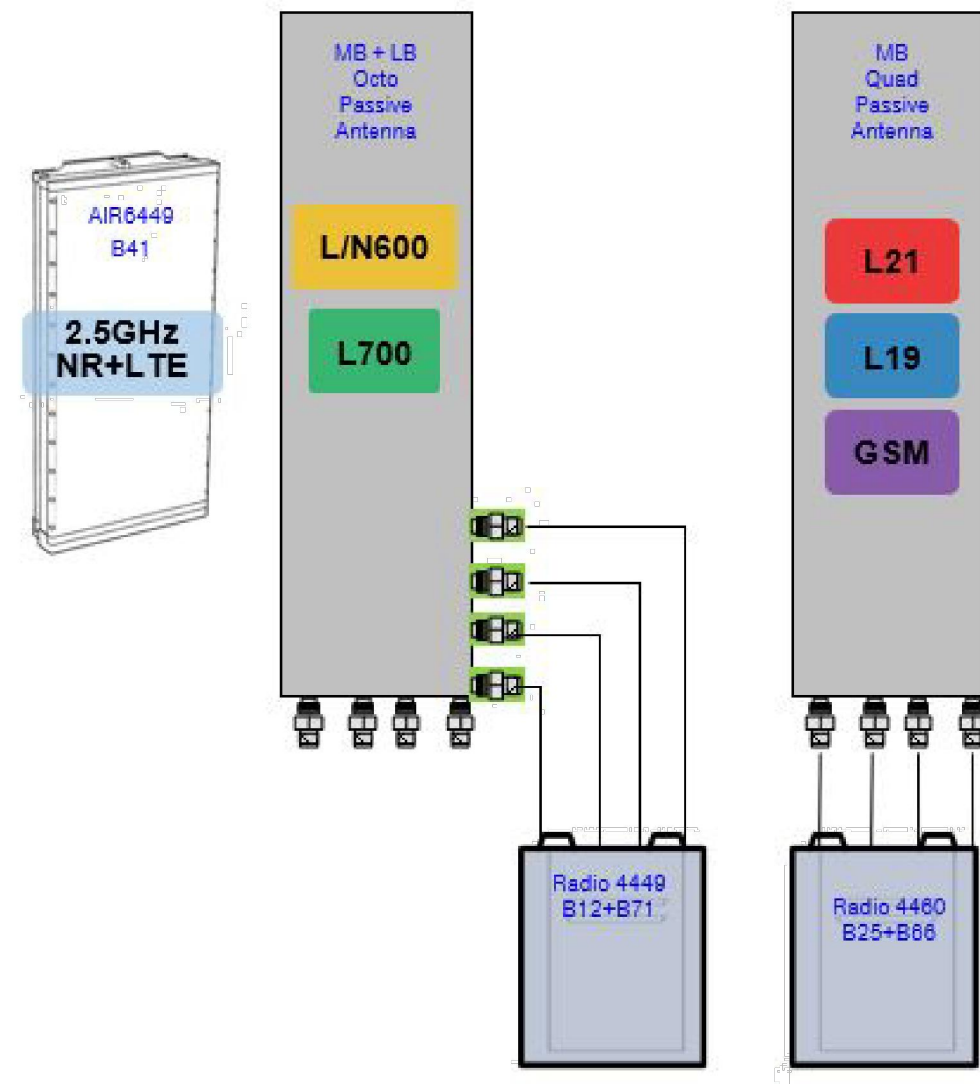 AIR6449
B41
2.5GHz
NR+LTE
MB + LB
Octo
Passive
Antenna
L/N600
L700
MB
Quad
Passive
Antenna
L21
L19
GSM
Radio 4449
B12+B71
Radio 4460
B25+B66